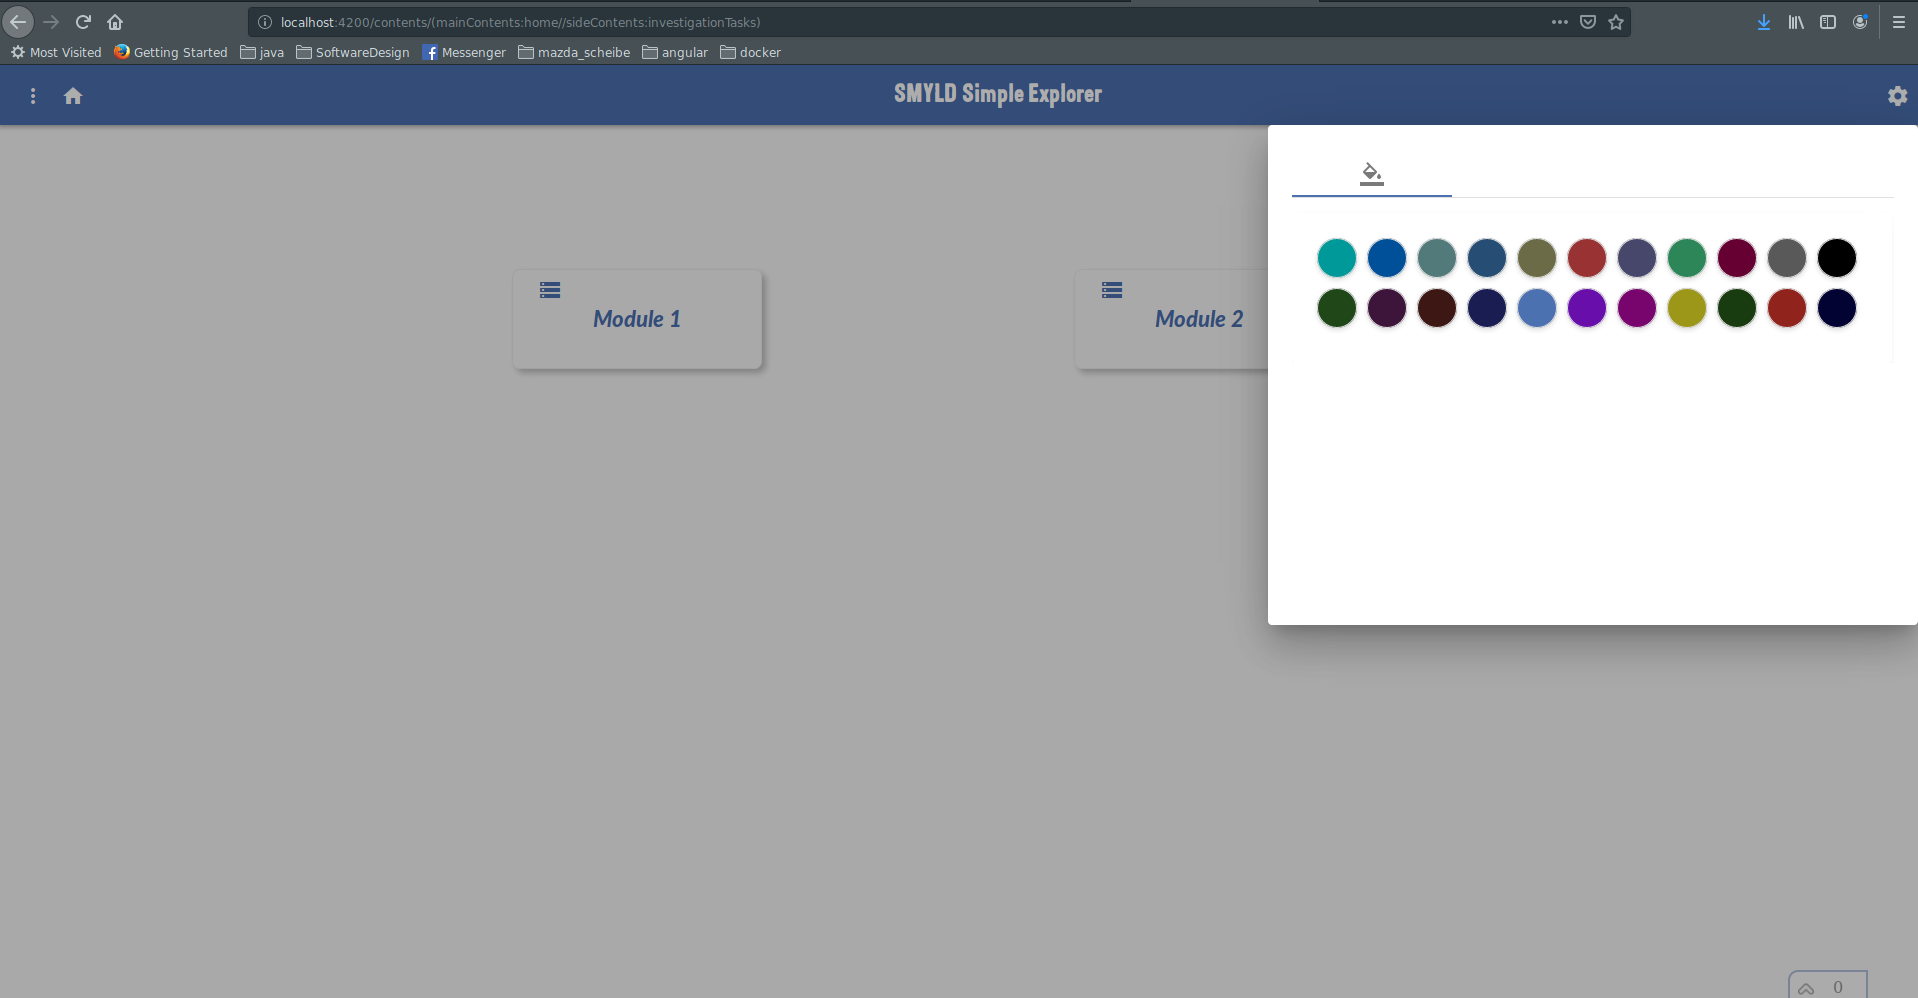 localhost:4200/contents/(mainContents:home//sideContents:investigationTasks)
Most Visited Getting Started java SoftwareDesign Messenger mazda_scheibe angular docker
SMYLD Simple Explorer
Module 1 Module 2
0